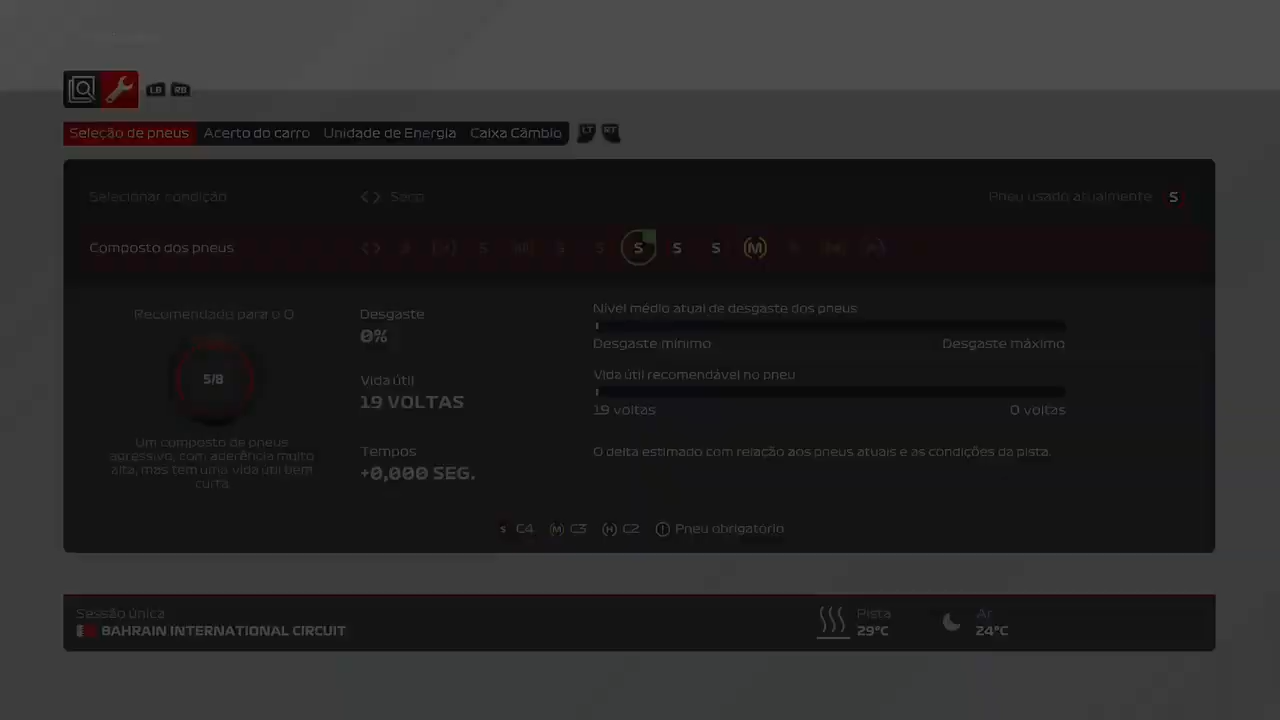 LB RB
Seleção de pneus Acerto do carro Unidade de Energia Caixa Câmbio LT RT
Selecionar condição <> Seco Pneu usado atualmente S
Composto dos pneus <> S S S S S S (M)
Recomendado para o Q
5/8
Um composto de pneus
agressivo, com aderência muito
alta, mas tem uma vida útil bem
curta.
Desgaste
0%
Vida útil
19 VOLTAS
Tempos
+0,000 SEG.
Nível médio atual de desgaste dos pneus
Desgaste mínimo Desgaste máximo
Vida útil recomendável no pneu
19 voltas 0 voltas
O delta estimado com relação aos pneus atuais e as condições da pista.
S C4 (M) C3 (H) C2 ! Pneu obrigatório
Sessão única
BAHRAIN INTERNATIONAL CIRCUIT
Pista
29°C
Ar
24°C